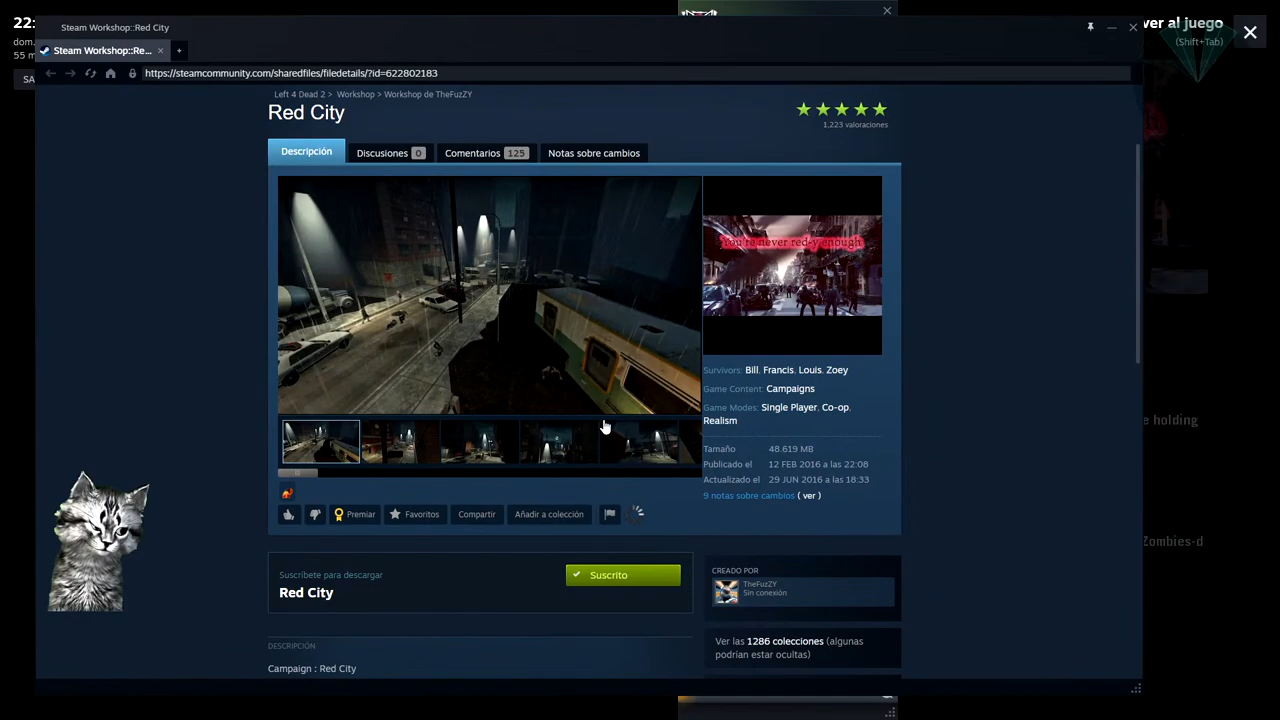 22:
dom.
55 m
SA
Steam Workshop::Red City
Steam Workshop::Re...
https://steamcommunity.com/sharedfiles/filedetails/?id=622802183
ver al juego
(Shift+Tab)
Left 4 Dead 2 > Workshop > Workshop de TheFuzZY
Red City
1,223 valoraciones
Descripción
Discusiones 0
Comentarios 125
Notas sobre cambios
You're never red-y enough
Survivors: Bill, Francis, Louis, Zoey
Game Content: Campaigns
Game Modes: Single Player, Co-op,
Realism
Tamaño 48.619 MB
Publicado el 12 FEB 2016 a las 22:08
Actualizado el 29 JUN 2016 a las 18:33
9 notas sobre cambios ( ver )
Premiar
Favoritos
Compartir
Añadir a colección
Suscríbete para descargar
Red City
Suscrito
CREADO POR
TheFuzZY
Sin conexión
Ver las 1286 colecciones (algunas
podrían estar ocultas)
DESCRIPCIÓN
Campaign : Red City
e holding
Zombies-d